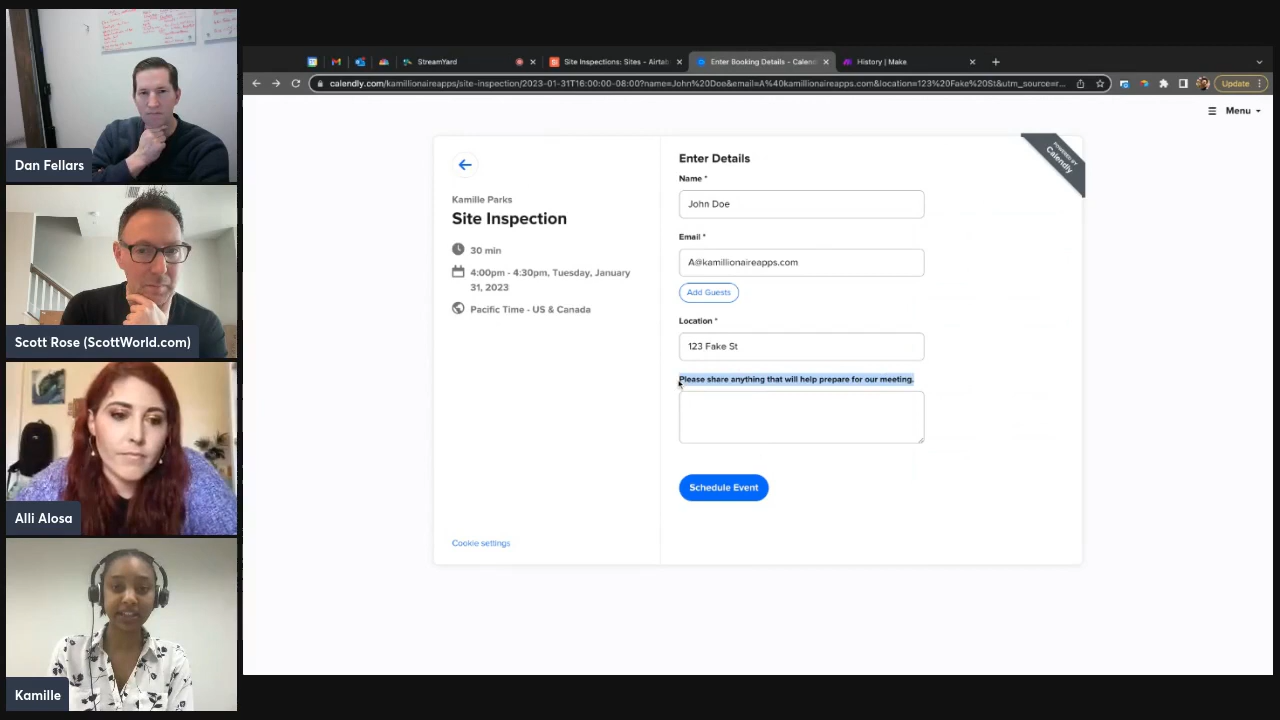 Dan Fellars
Scott Rose (ScottWorld.com)
Alli Alosa
Kamille
StreamYard
Site Inspections: Sites - Airtab
Enter Booking Details - Calend
History | Make
calendly.com/kamillionaireapps/site-inspection/2023-01-31T16:00:00-08:00?name=John%20Doe&email=A%40kamillionaireapps.com&location=123%20Fake%20St&utm_source=r...
Update
Menu
POWERED BY
Calendly
Kamille Parks
Site Inspection
30 min
4:00pm - 4:30pm, Tuesday, January
31, 2023
Pacific Time - US & Canada
Cookie settings
Enter Details
Name *
John Doe
Email *
A@kamillionaireapps.com
Add Guests
Location *
123 Fake St
Please share anything that will help prepare for our meeting.
Schedule Event